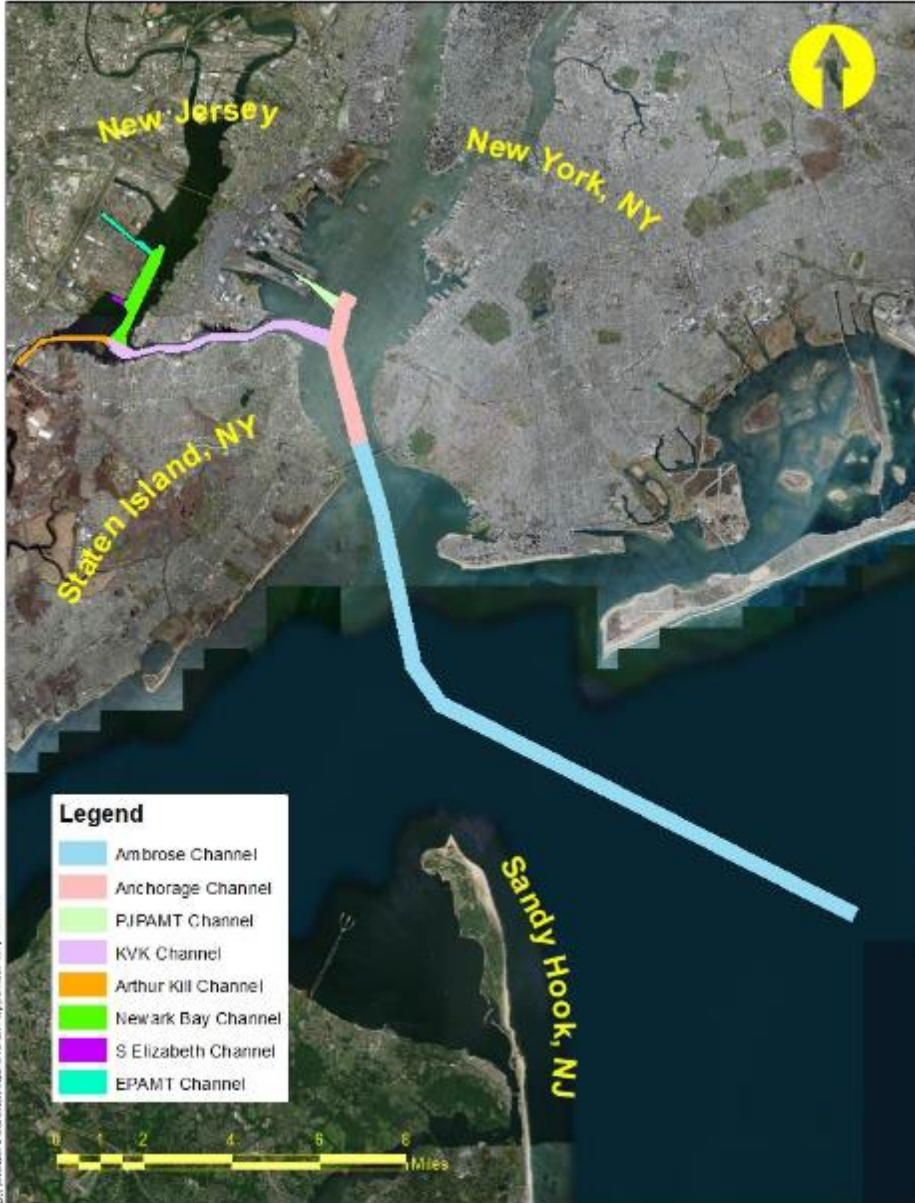 New Jersey
New York, NY
Staten Island, NY
Sandy Hook, NJ
Legend
Ambrose Channel
Anchorage Channel
PJPAMT Channel
KVK Channel
Arthur Kill Channel
Newark Bay Channel
S Elizabeth Channel
EPAMT Channel
0 1 2 4 6 8
Miles